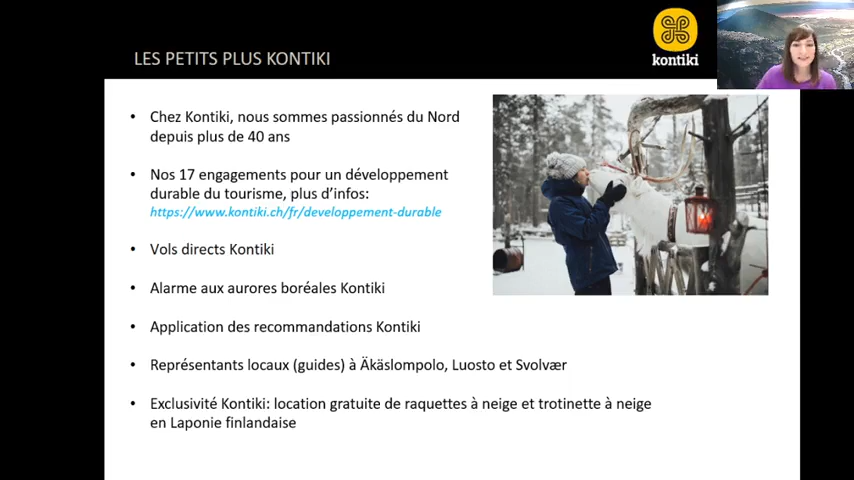 LES PETITS PLUS KONTIKI
kontiki
• Chez Kontiki, nous sommes passionnés du Nord
depuis plus de 40 ans
• Nos 17 engagements pour un développement
durable du tourisme, plus d’infos:
https://www.kontiki.ch/fr/developpement-durable
• Vols directs Kontiki
• Alarme aux aurores boréales Kontiki
• Application des recommandations Kontiki
• Représentants locaux (guides) à Äkäslompolo, Luosto et Svolvær
• Exclusivité Kontiki: location gratuite de raquettes à neige et trotinette à neige
en Laponie finlandaise